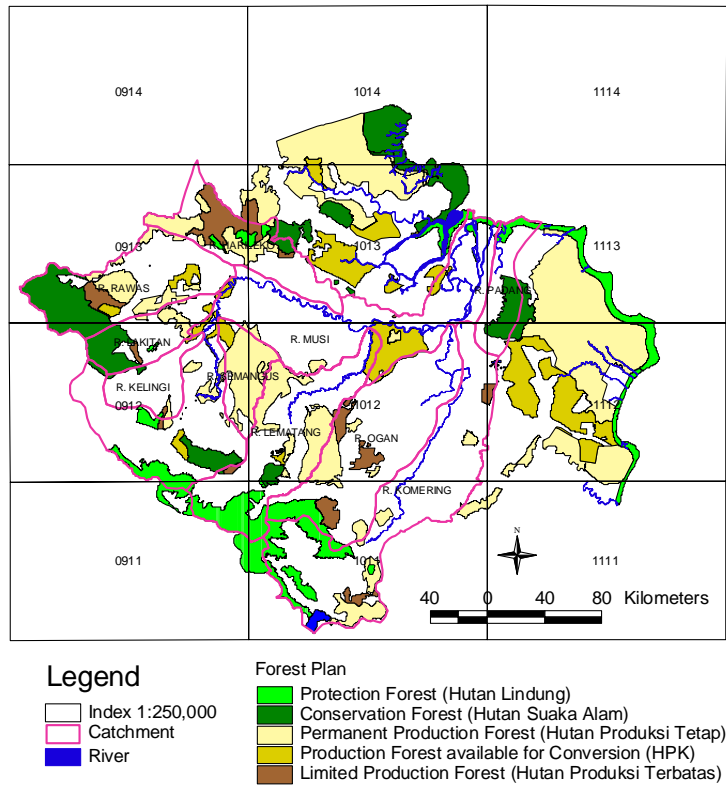 0914 1014 1114
0913 R. HARILEKO 1013 1113
R. RAWAS R. PADANG
R. LAKITAN R. MUSI
R. KELINGI R. SEMANGUS
0912 1012 1112
R. LEMATANG R. OGAN
R. KOMERING
N
0911 1011 1111
40 0 40 80 Kilometers
Legend
Index 1:250,000
Catchment
River
Forest Plan
Protection Forest (Hutan Lindung)
Conservation Forest (Hutan Suaka Alam)
Permanent Production Forest (Hutan Produksi Tetap)
Production Forest available for Conversion (HPK)
Limited Production Forest (Hutan Produksi Terbatas)